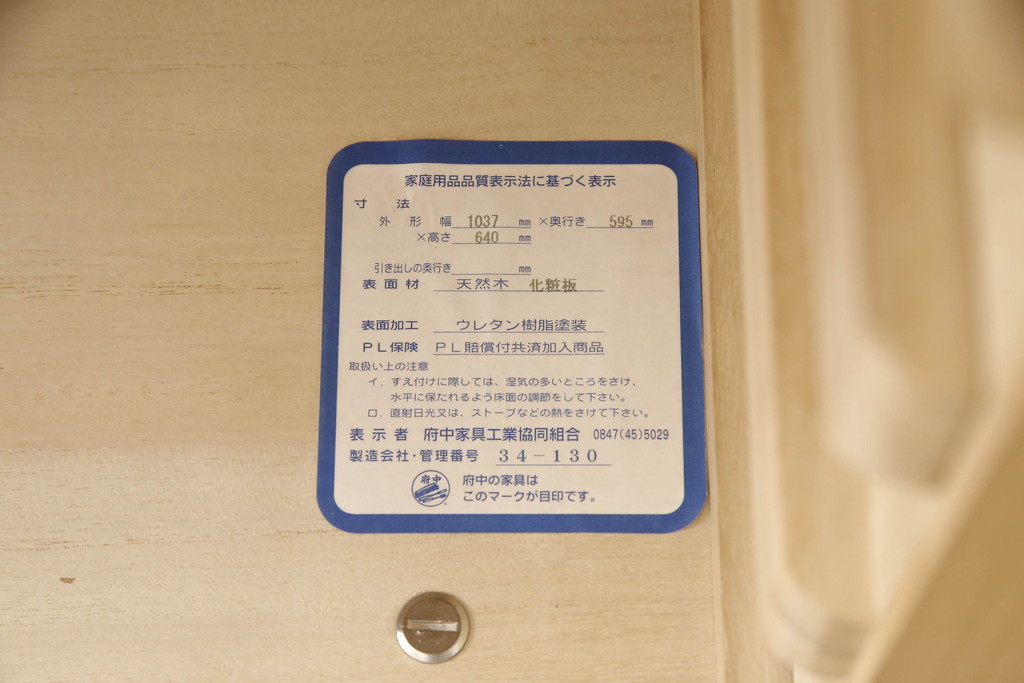 家庭用品品質表示法に基づく表示
寸　法
外　形　幅 1037 mm ×奥行き 595 mm
×高さ 640 mm
引き出しの奥行き mm
表面材 天然木 化粧板
表面加工 ウレタン樹脂塗装
PL保険 PL賠償付共済加入商品
取扱い上の注意
イ．すえ付けに際しては、湿気の多いところをさけ、
水平に保たれるよう床面の調節をして下さい。
ロ．直射日光又は、ストーブなどの熱をさけて下さい。
表示者 府中家具工業協同組合 0847(45)5029
製造会社・管理番号 34－130
府中
府中の家具は
このマークが目印です。